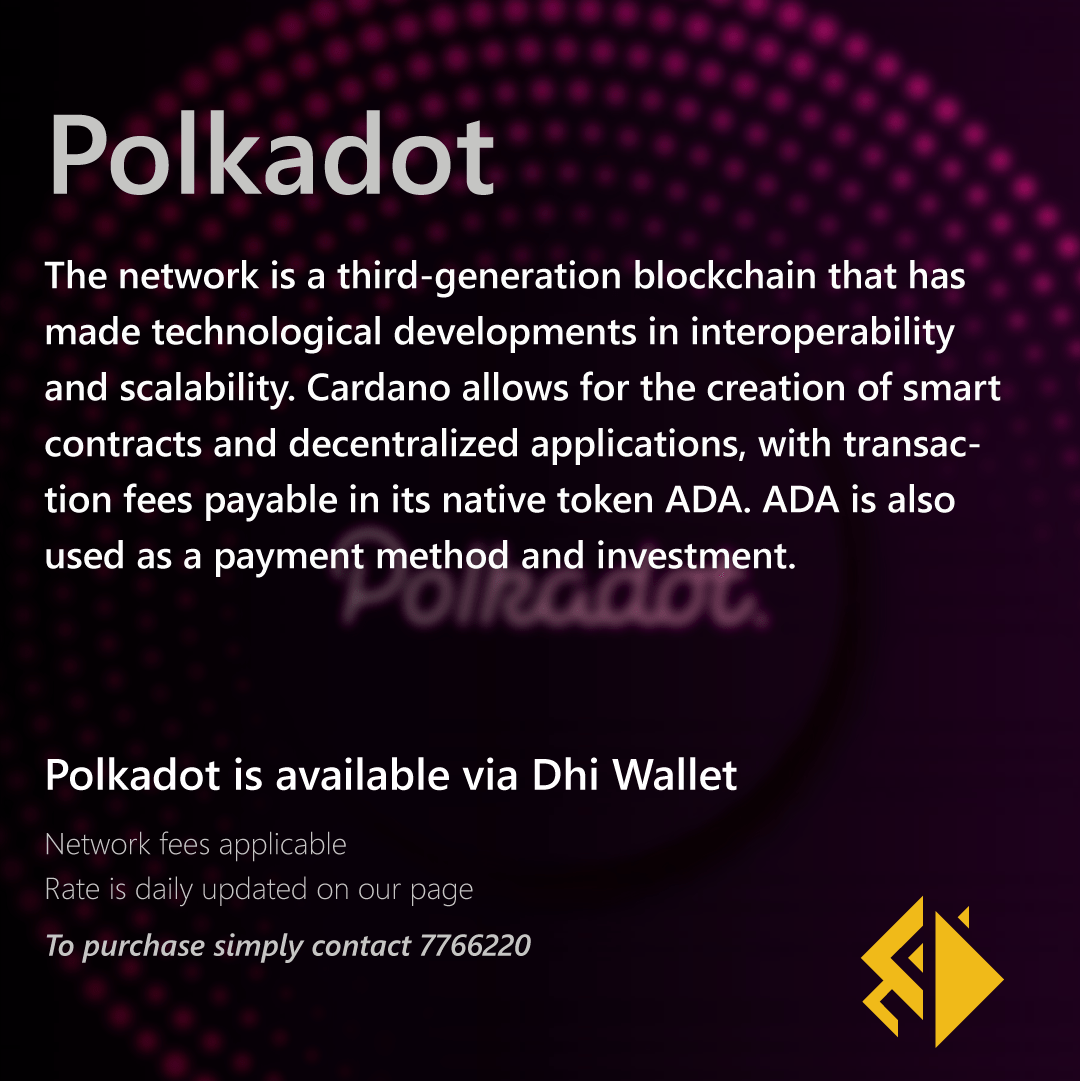 Polkadot
The network is a third-generation blockchain that has
made technological developments in interoperability
and scalability. Cardano allows for the creation of smart
contracts and decentralized applications, with transac-
tion fees payable in its native token ADA. ADA is also
used as a payment method and investment.
Polkadot.
Polkadot is available via Dhi Wallet
Network fees applicable
Rate is daily updated on our page
To purchase simply contact 7766220